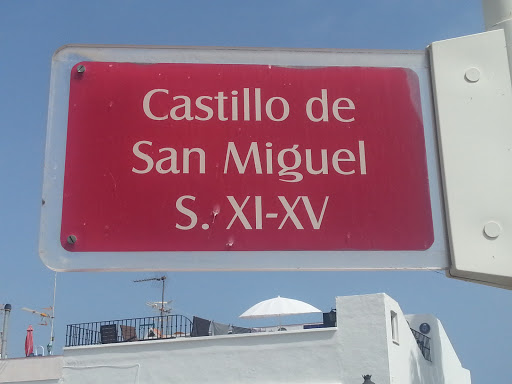 Castillo de
San Miguel
S. XI-XV